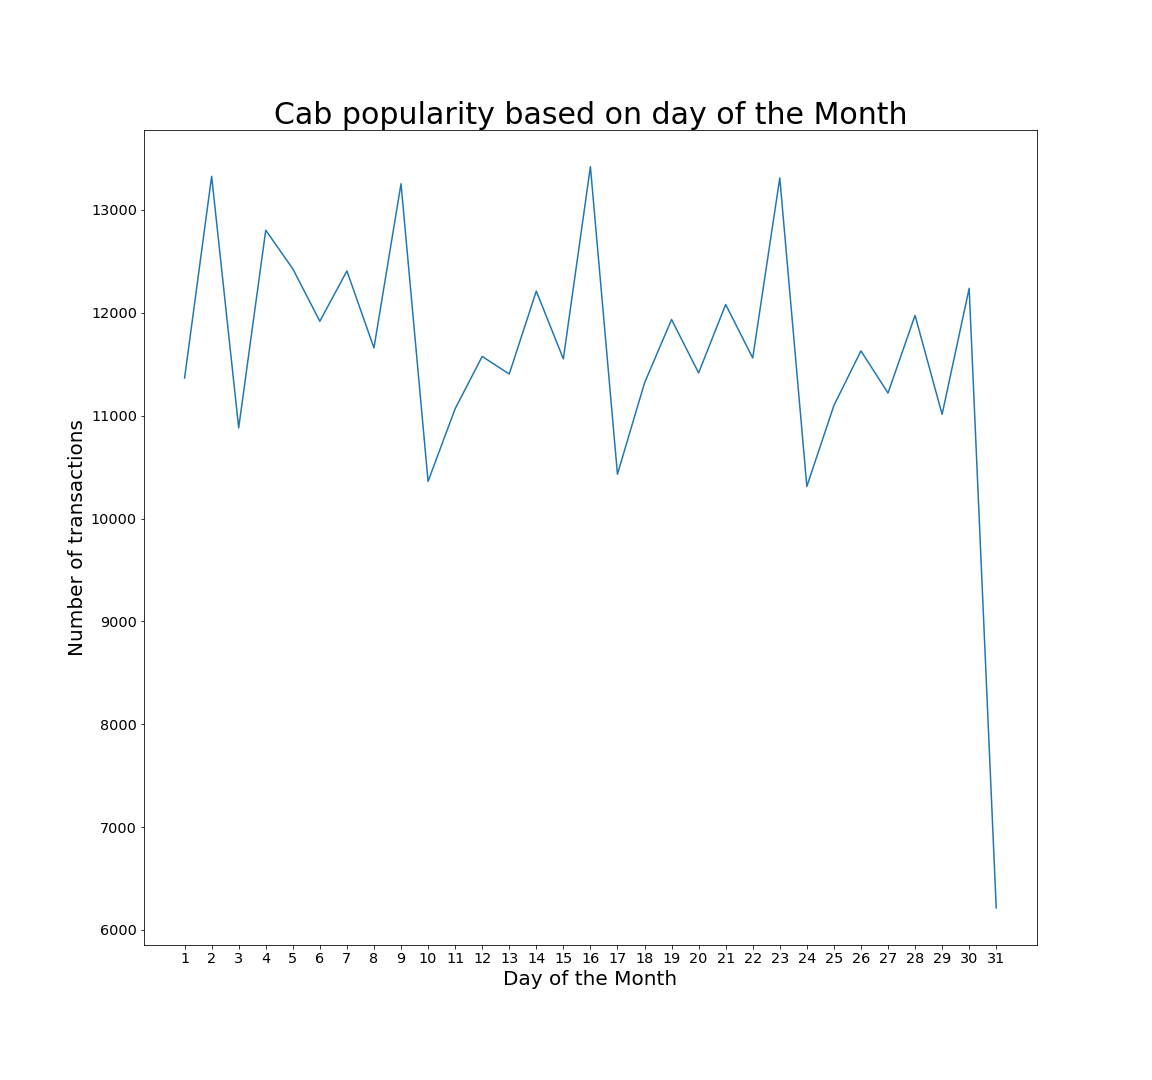 Cab popularity based on day of the Month
13000
12000
11000
10000
9000
8000
7000
6000
Number of transactions
1 2 3 4 5 6 7 8 9 10 11 12 13 14 15 16 17 18 19 20 21 22 23 24 25 26 27 28 29 30 31
Day of the Month